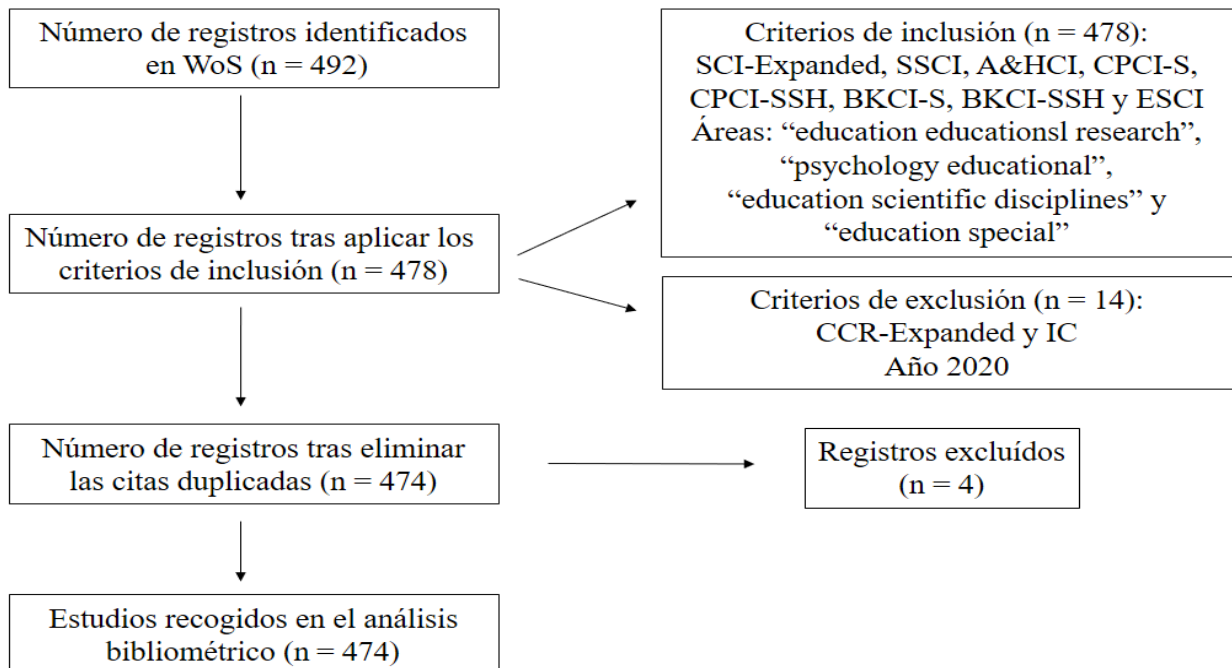 Número de registros identificados
en WoS (n = 492)
Criterios de inclusión (n = 478):
SCI-Expanded, SSCI, A&HCI, CPCI-S,
CPCI-SSH, BKCI-S, BKCI-SSH y ESCI
Áreas: “education educationsl research”,
“psychology educational”,
“education scientific disciplines” y
“education special”
Número de registros tras aplicar los
criterios de inclusión (n = 478)
Criterios de exclusión (n = 14):
CCR-Expanded y IC
Año 2020
Número de registros tras eliminar
las citas duplicadas (n = 474)
Registros excluídos
(n = 4)
Estudios recogidos en el análisis
bibliométrico (n = 474)